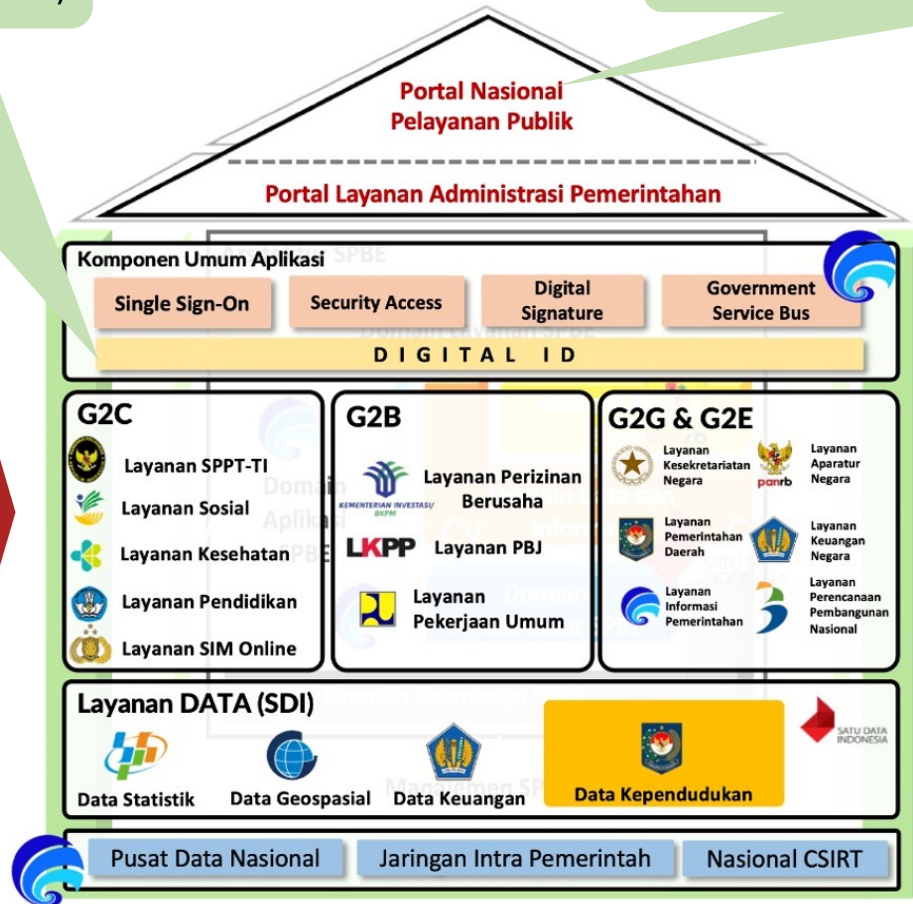 Portal Nasional
Pelayanan Publik
Portal Layanan Administrasi Pemerintahan
Komponen Umum Aplikasi
SPBE
Single Sign-On
Security Access
Digital
Signature
Government
Service Bus
DIGITAL ID
G2C
Layanan SPPT-TI
Layanan Sosial
Layanan Kesehatan
Layanan Pendidikan
Layanan SIM Online
G2B
KEMENTERIAN INVESTASI/
BKPM
Layanan Perizinan
Berusaha
LKPP
Layanan PBJ
Layanan
Pekerjaan Umum
G2G & G2E
Layanan
Kesekretariatan
Negara
panrb
Layanan
Aparatur
Negara
Layanan
Pemerintahan
Daerah
Layanan
Keuangan
Negara
Layanan
Informasi
Pemerintahan
Layanan
Perencanaan
Pembangunan
Nasional
Layanan DATA (SDI)
SATU DATA
INDONESIA
Data Statistik
Data Geospasial
Data Keuangan
Data Kependudukan
Pusat Data Nasional
Jaringan Intra Pemerintah
Nasional CSIRT